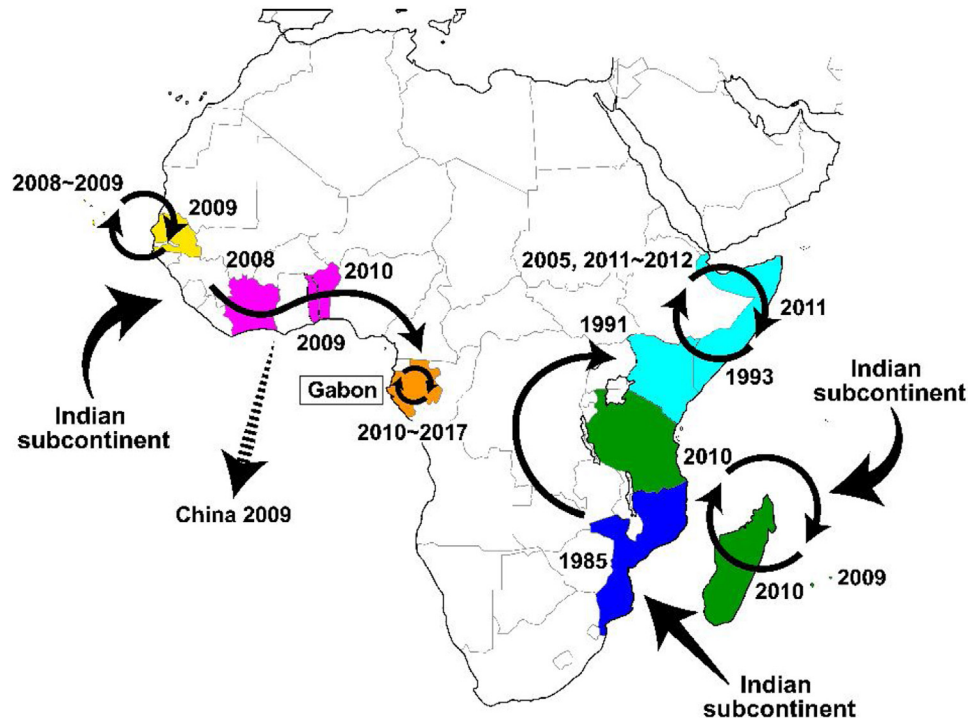 2008~2009
2009
2008
2010
2009
2005, 2011~2012
2011
1991
1993
Indian
subcontinent
Gabon
2010~2017
Indian
subcontinent
China 2009
2010
1985
2010
2009
Indian
subcontinent